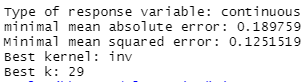 Type of response variable: continuous
minimal mean absolute error: 0.189759
Minimal mean squared error: 0.1251519
Best kernel: inv
Best k: 29